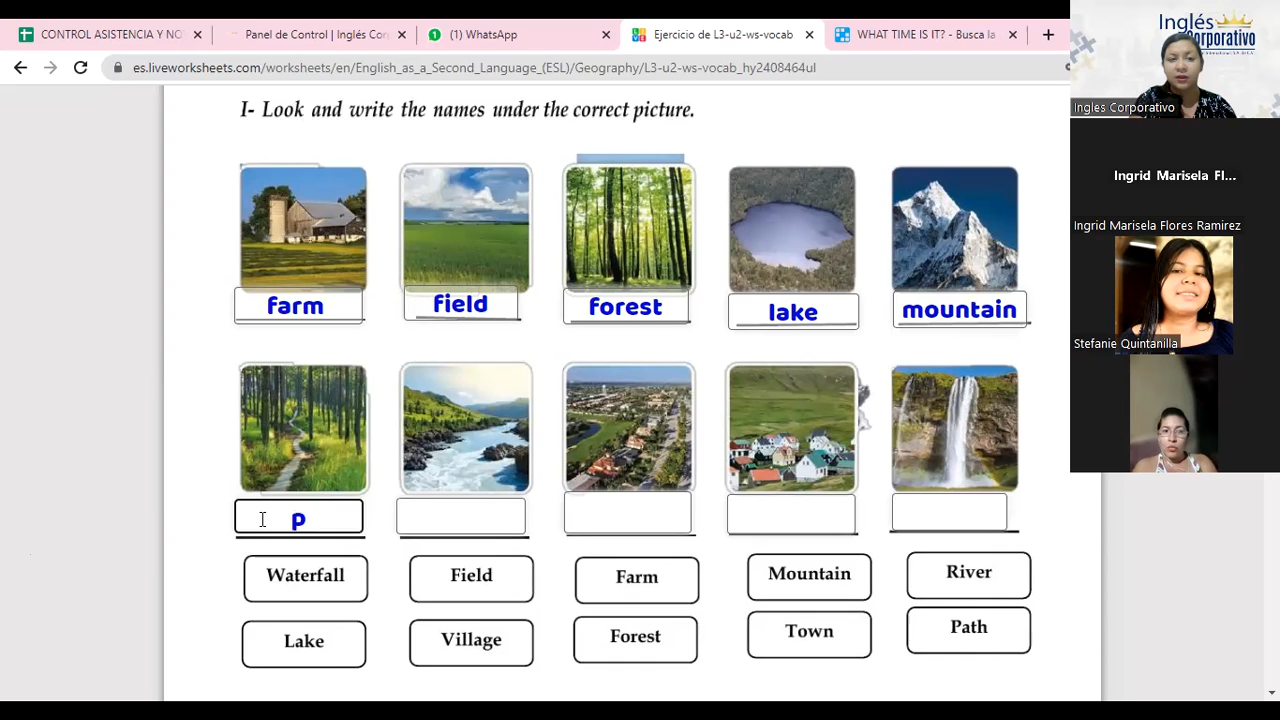 CONTROL ASISTENCIA Y NO
Panel de Control | Inglés Cor
(1) WhatsApp
Ejercicio de L3-u2-ws-vocab
WHAT TIME IS IT? - Busca la
es.liveworksheets.com/worksheets/en/English_as_a_Second_Language_(ESL)/Geography/L3-u2-ws-vocab_hy2408464ul
Inglés
Corporativo
Ingles Corporativo
Ingrid Marisela Fl...
Ingrid Marisela Flores Ramirez
Stefanie Quintanilla
I- Look and write the names under the correct picture.
farm field forest lake mountain
p
Waterfall Field Farm Mountain River
Lake Village Forest Town Path